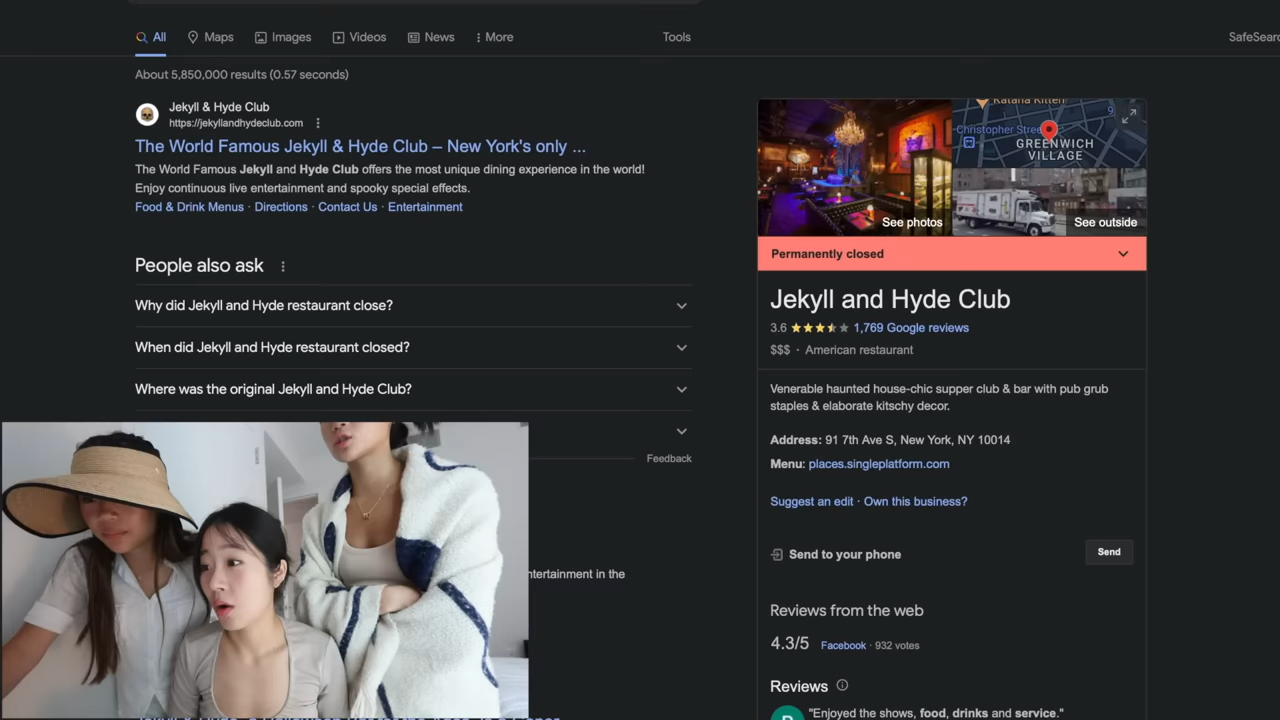 All
Maps
Images
Videos
News
More
Tools
About 5,850,000 results (0.57 seconds)
Jekyll & Hyde Club
https://jekyllandhydeclub.com
The World Famous Jekyll & Hyde Club – New York's only ...
The World Famous Jekyll and Hyde Club offers the most unique dining experience in the world!
Enjoy continuous live entertainment and spooky special effects.
Food & Drink Menus · Directions · Contact Us · Entertainment
People also ask
Why did Jekyll and Hyde restaurant close?
When did Jekyll and Hyde restaurant closed?
Where was the original Jekyll and Hyde Club?
Feedback
ntertainment in the
Katana Kitten
9
Christopher Stree
GREENWICH
VILLAGE
See photos
See outside
Permanently closed
Jekyll and Hyde Club
3.6 1,769 Google reviews
$$$ · American restaurant
Venerable haunted house-chic supper club & bar with pub grub
staples & elaborate kitschy decor.
Address: 91 7th Ave S, New York, NY 10014
Menu: places.singleplatform.com
Suggest an edit · Own this business?
Send to your phone
Send
Reviews from the web
4.3/5 Facebook · 932 votes
Reviews
"Enjoyed the shows, food, drinks and service."